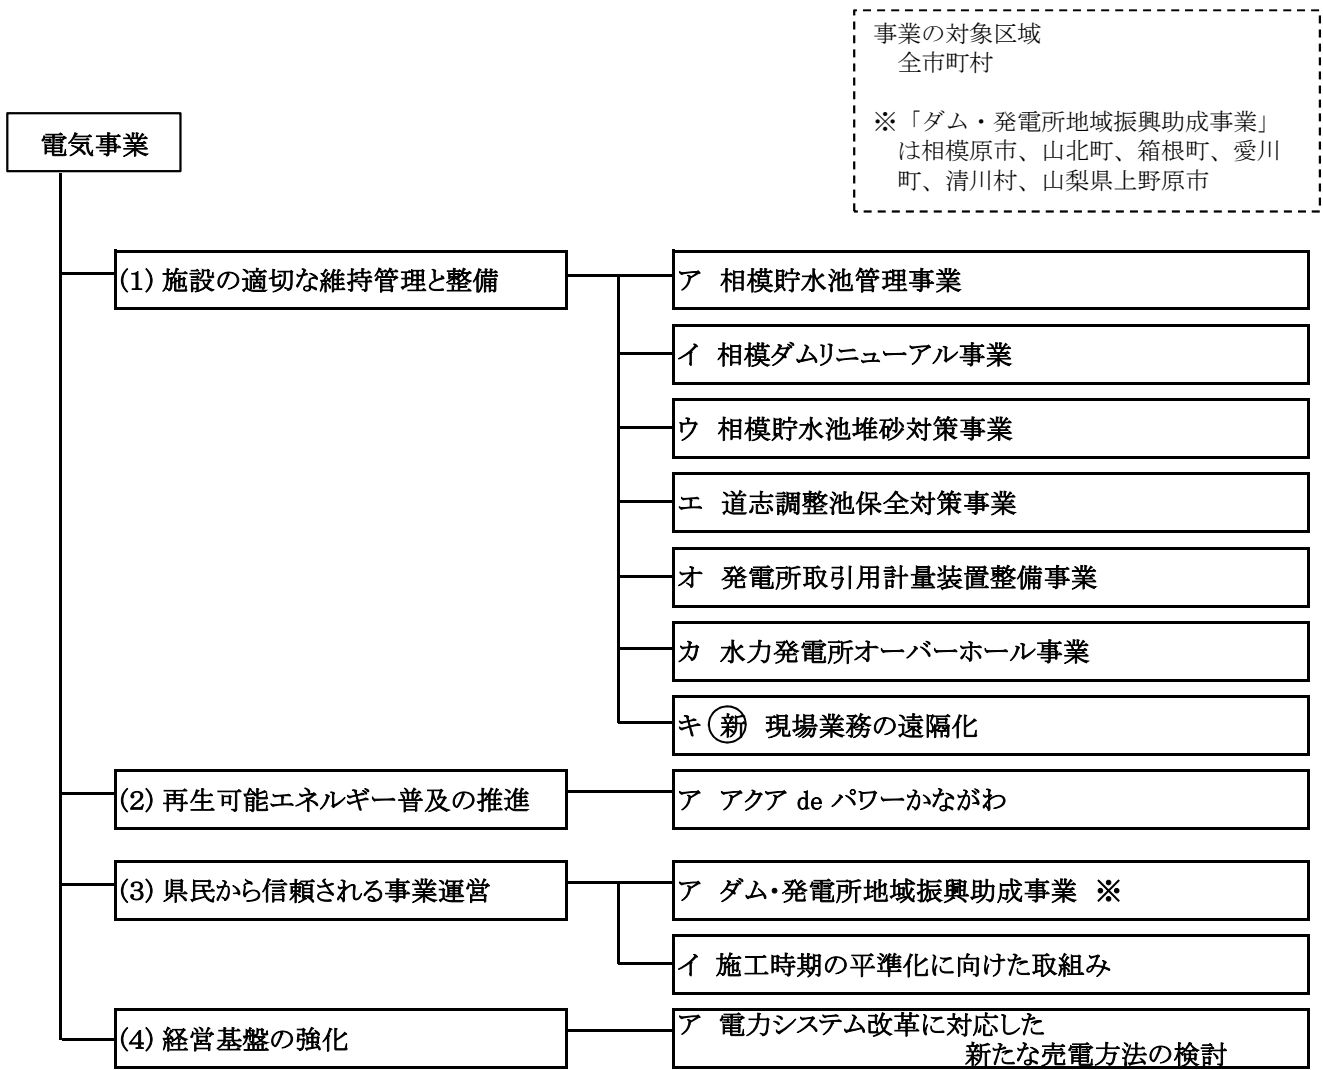 事業の対象区域
全市町村
※「ダム・発電所地域振興助成事業」
は相模原市、山北町、箱根町、愛川
町、清川村、山梨県上野原市
電気事業
(1) 施設の適切な維持管理と整備
ア 相模貯水池管理事業
イ 相模ダムリニューアル事業
ウ 相模貯水池堆砂対策事業
エ 道志調整池保全対策事業
オ 発電所取引用計量装置整備事業
カ 水力発電所オーバーホール事業
キ 新 現場業務の遠隔化
(2) 再生可能エネルギー普及の推進
ア アクア de パワーかながわ
(3) 県民から信頼される事業運営
ア ダム・発電所地域振興助成事業 ※
イ 施工時期の平準化に向けた取組み
(4) 経営基盤の強化
ア 電力システム改革に対応した
新たな売電方法の検討